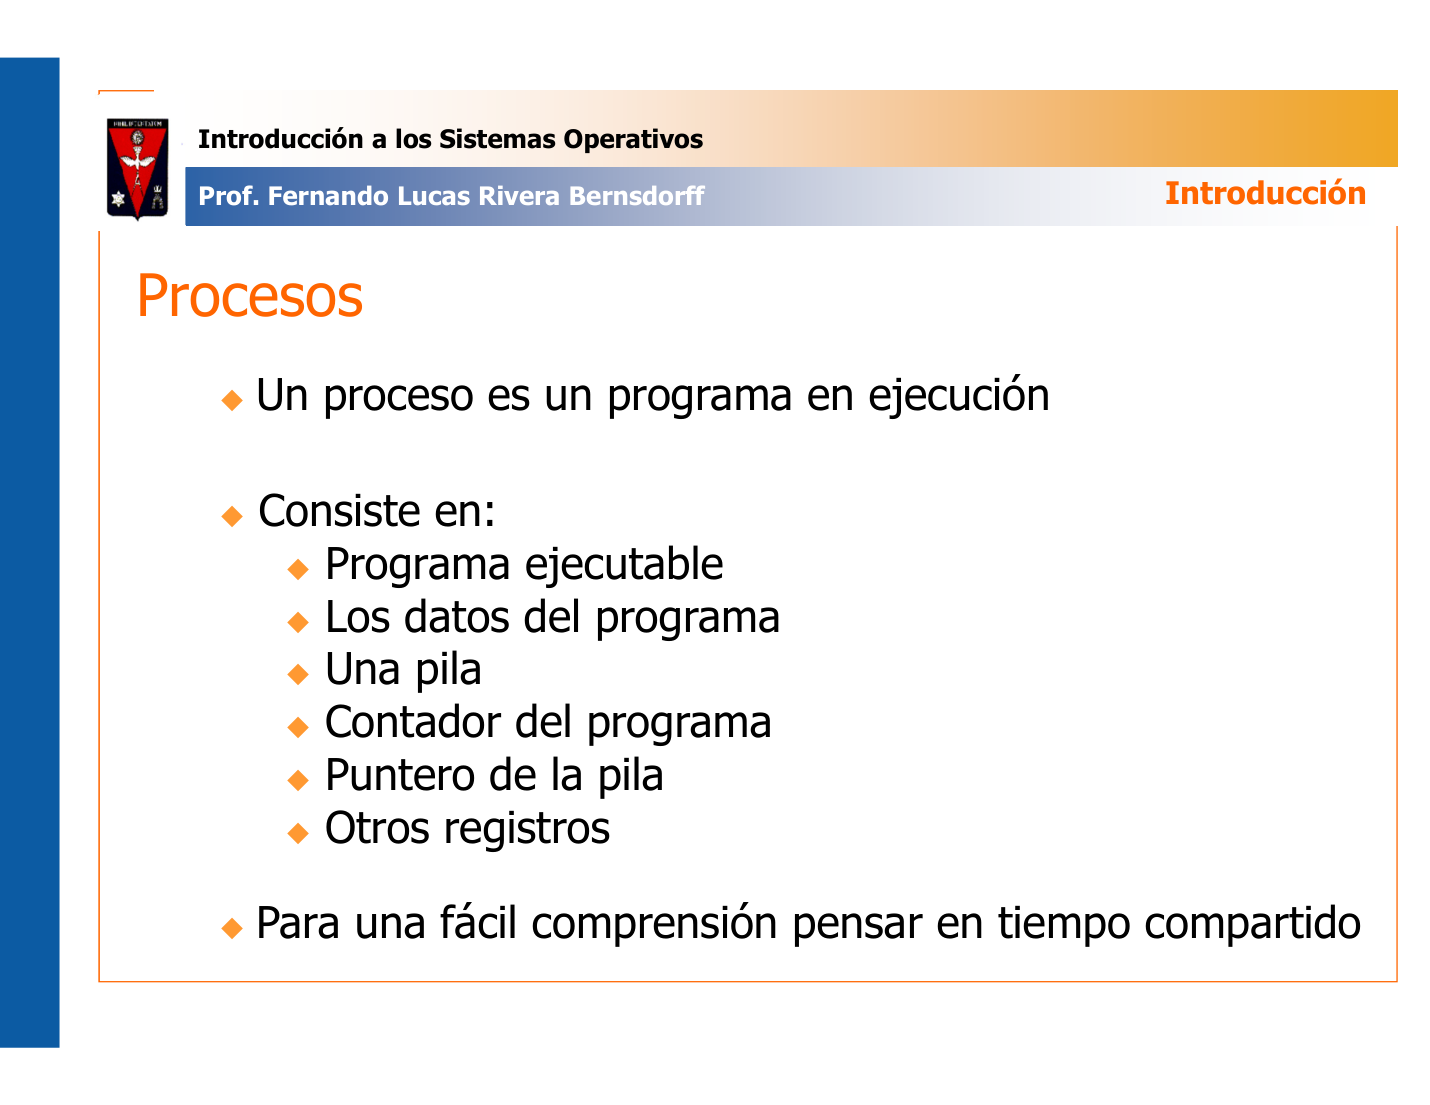 Introducción a los Sistemas Operativos
Prof. Fernando Lucas Rivera Bernsdorff
Introducción
Procesos
Un proceso es un programa en ejecución
Consiste en:
Programa ejecutable
Los datos del programa
Una pila
Contador del programa
Puntero de la pila
Otros registros
Para una fácil comprensión pensar en tiempo compartido